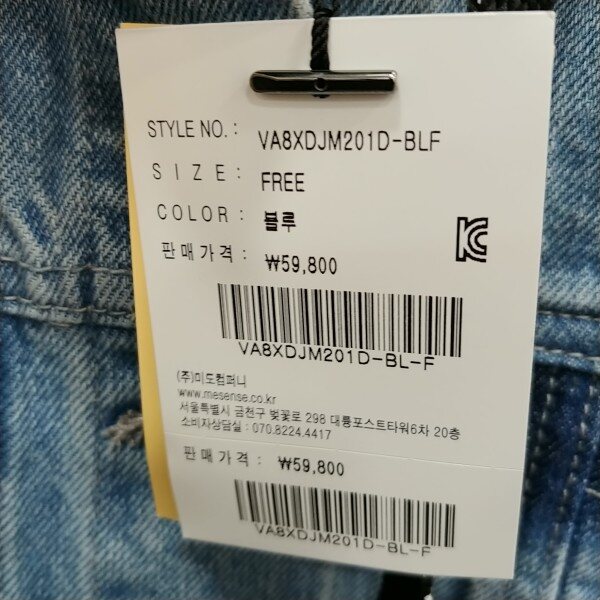 STYLE NO. : VA8XDJM201D-BLF
SIZE : FREE
COLOR : 블루
판매가격 : ₩59,800
VA8XDJM201D-BL-F
(주)미도컴퍼니
www.mesense.co.kr
서울특별시 금천구 벚꽃로 298 대륭포스트타워6차 20층
소비자상담실 : 070.8224.4417
판매가격 : ₩59,800
VA8XDJM201D-BL-F